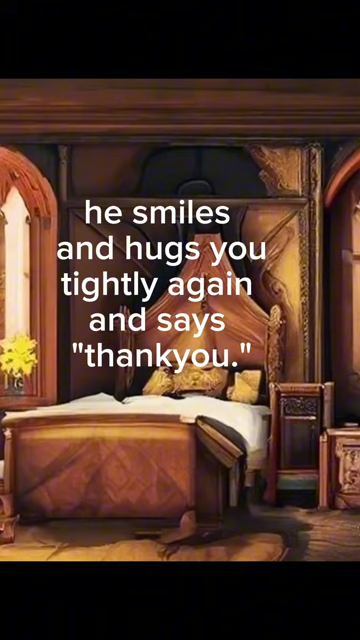 he smiles
and hugs you
tightly again
and says
"thankyou."